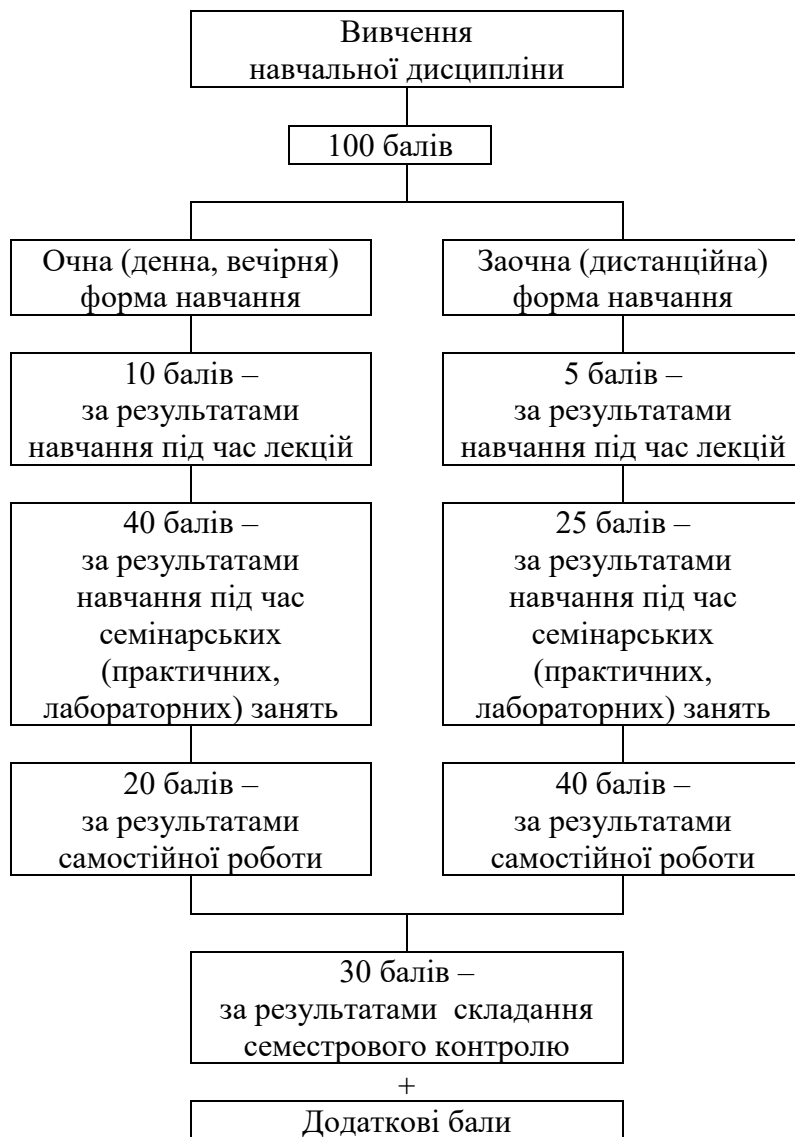 Вивчення
навчальної дисципліни
100 балів
Очна (денна, вечірня)
форма навчання
Заочна (дистанційна)
форма навчання
10 балів –
за результатами
навчання під час лекцій
5 балів –
за результатами
навчання під час лекцій
40 балів –
за результатами
навчання під час
семінарських
(практичних,
лабораторних) занять
25 балів –
за результатами
навчання під час
семінарських
(практичних,
лабораторних) занять
20 балів –
за результатами
самостійної роботи
40 балів –
за результатами
самостійної роботи
30 балів –
за результатами складання
семестрового контролю
+
Додаткові бали